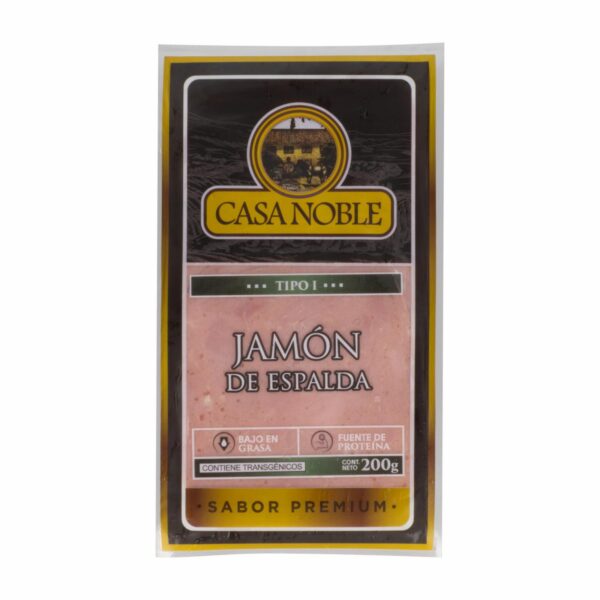 CASA NOBLE
TIPO I
JAMÓN
DE ESPALDA
BAJO EN
GRASA
FUENTE DE
PROTEÍNA
CONTIENE TRANSGÉNICOS
CONT.
NETO 200g
· SABOR PREMIUM ·